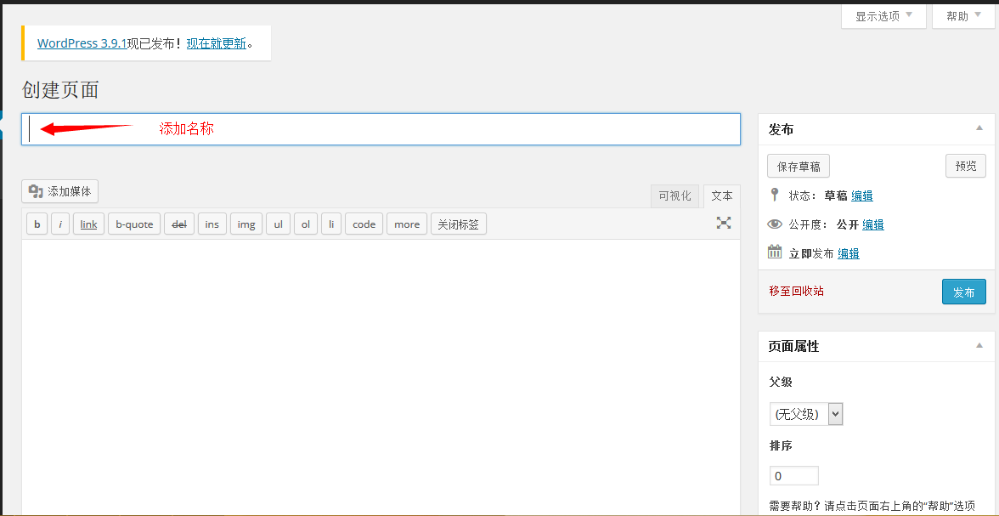 显示选项 帮助
WordPress 3.9.1现已发布！现在就更新。
创建页面
添加名称
添加媒体
可视化 文本
b i link b-quote del ins img ul ol li code more 关闭标签
发布
保存草稿 预览
状态： 草稿 编辑
公开度： 公开 编辑
立即发布 编辑
移至回收站 发布
页面属性
父级
(无父级)
排序
0
需要帮助？请点击页面右上角的“帮助”选项